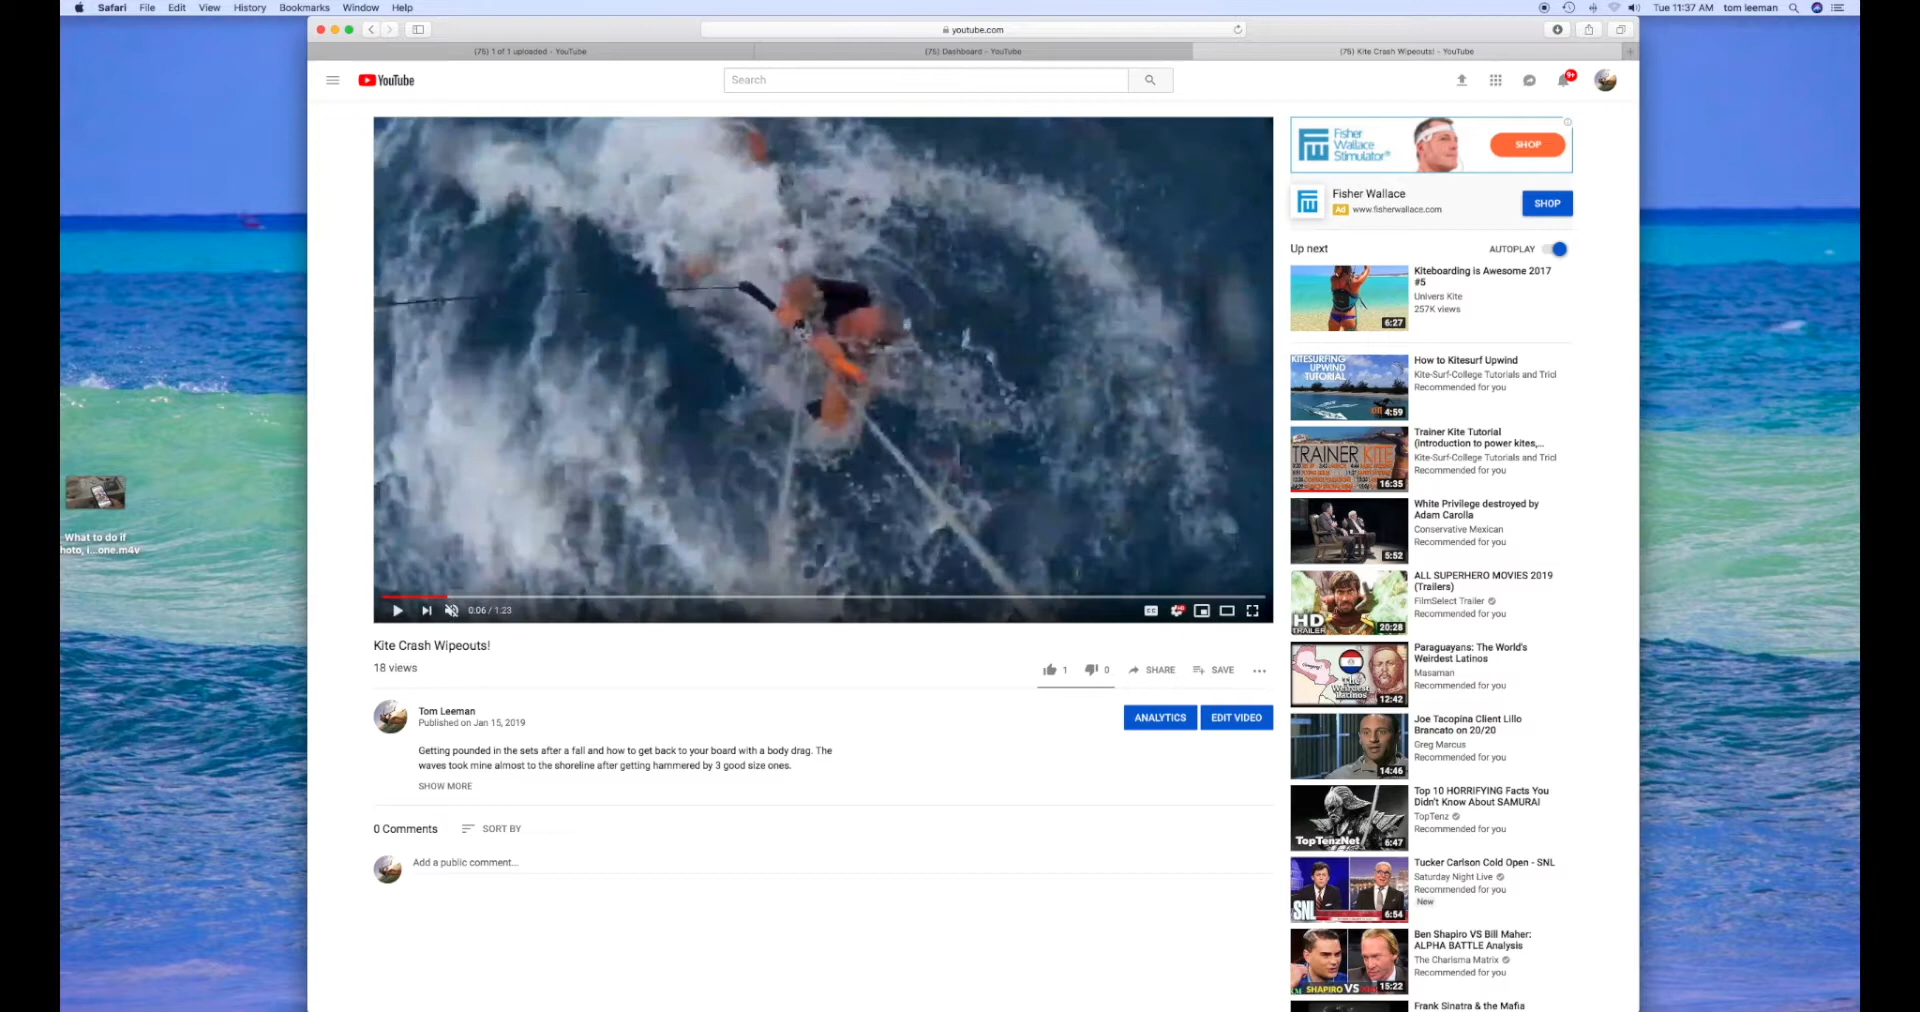 Safari File Edit View History Bookmarks Window Help
Tue 11:37 AM tom leeman
youtube.com
(75) 1 of 1 uploaded - YouTube
(75) Dashboard - YouTube
(75) Kite Crash Wipeouts! - YouTube
YouTube
Search
9+
What to do if
hoto, i...one.m4v
0:06 / 1:23
Kite Crash Wipeouts!
18 views
1 0 SHARE SAVE
Tom Leeman
Published on Jan 15, 2019
ANALYTICS EDIT VIDEO
Getting pounded in the sets after a fall and how to get back to your board with a body drag. The
waves took mine almost to the shoreline after getting hammered by 3 good size ones.
SHOW MORE
0 Comments SORT BY
Add a public comment...
Fisher
Wallace
Stimulator®
SHOP
Fisher Wallace
Ad www.fisherwallace.com
SHOP
Up next AUTOPLAY
Kiteboarding is Awesome 2017
#5
Univers Kite
257K views
6:27
KITESURFING
UPWIND
TUTORIAL
4:59
How to Kitesurf Upwind
Kite-Surf-College Tutorials and Tricl
Recommended for you
TRAINER KITE
16:35
Trainer Kite Tutorial
(introduction to power kites,...
Kite-Surf-College Tutorials and Tricl
Recommended for you
5:52
White Privilege destroyed by
Adam Carolla
Conservative Mexican
Recommended for you
HD
TRAILER
20:28
ALL SUPERHERO MOVIES 2019
(Trailers)
FilmSelect Trailer
Recommended for you
The
Weirdest
Latinos
12:42
Paraguayans: The World's
Weirdest Latinos
Masaman
Recommended for you
14:46
Joe Tacopina Client Lillo
Brancato on 20/20
Greg Marcus
Recommended for you
TopTenzNet
6:47
Top 10 HORRIFYING Facts You
Didn't Know About SAMURAI
TopTenz
Recommended for you
SNL
6:54
Tucker Carlson Cold Open - SNL
Saturday Night Live
Recommended for you
New
SHAPIRO VS
15:22
Ben Shapiro VS Bill Maher:
ALPHA BATTLE Analysis
The Charisma Matrix
Recommended for you
Frank Sinatra & the Mafia